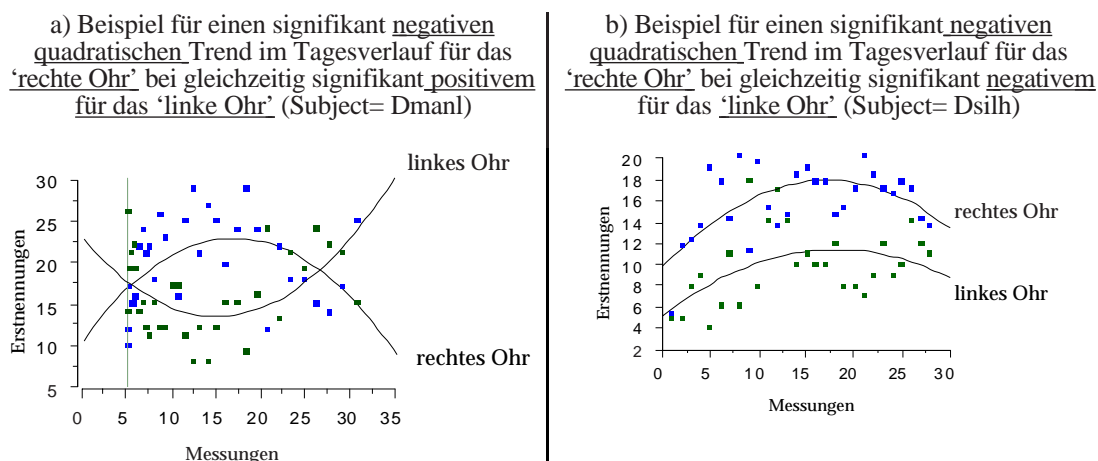 a) Beispiel für einen signifikant negativen
quadratischen Trend im Tagesverlauf für das
‘rechte Ohr’ bei gleichzeitig signifikant positivem
für das ‘linke Ohr’ (Subject= Dmanl)
linkes Ohr
30
25
20
15
10
5
Erstnennungen
rechtes Ohr
0 5 10 15 20 25 30 35
Messungen
b) Beispiel für einen signifikant negativen
quadratischen Trend im Tagesverlauf für das
‘rechte Ohr’ bei gleichzeitig signifikant negativem
für das ‘linke Ohr’ (Subject= Dsilh)
20
18
16
14
12
10
8
6
4
2
Erstnennungen
rechtes Ohr
linkes Ohr
0 5 10 15 20 25 30
Messungen